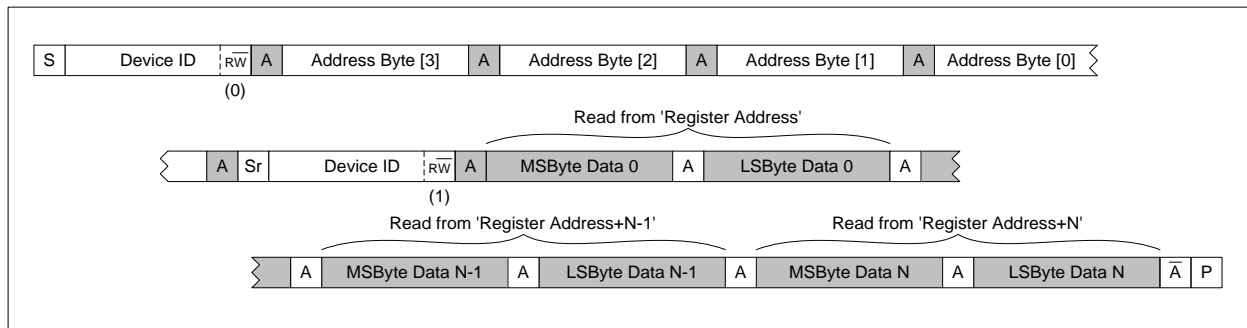 S Device ID RW̅ A Address Byte [3] A Address Byte [2] A Address Byte [1] A Address Byte [0]
(0)
Read from 'Register Address'
A Sr Device ID RW̅ A MSByte Data 0 A LSByte Data 0 A
(1)
Read from 'Register Address+N-1' Read from 'Register Address+N'
A MSByte Data N-1 A LSByte Data N-1 A MSByte Data N A LSByte Data N A̅ P